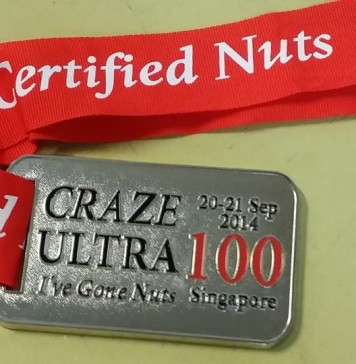 Certified Nuts
CRAZE 20-21 Sep
2014
ULTRA 100
I've Gone Nuts Singapore